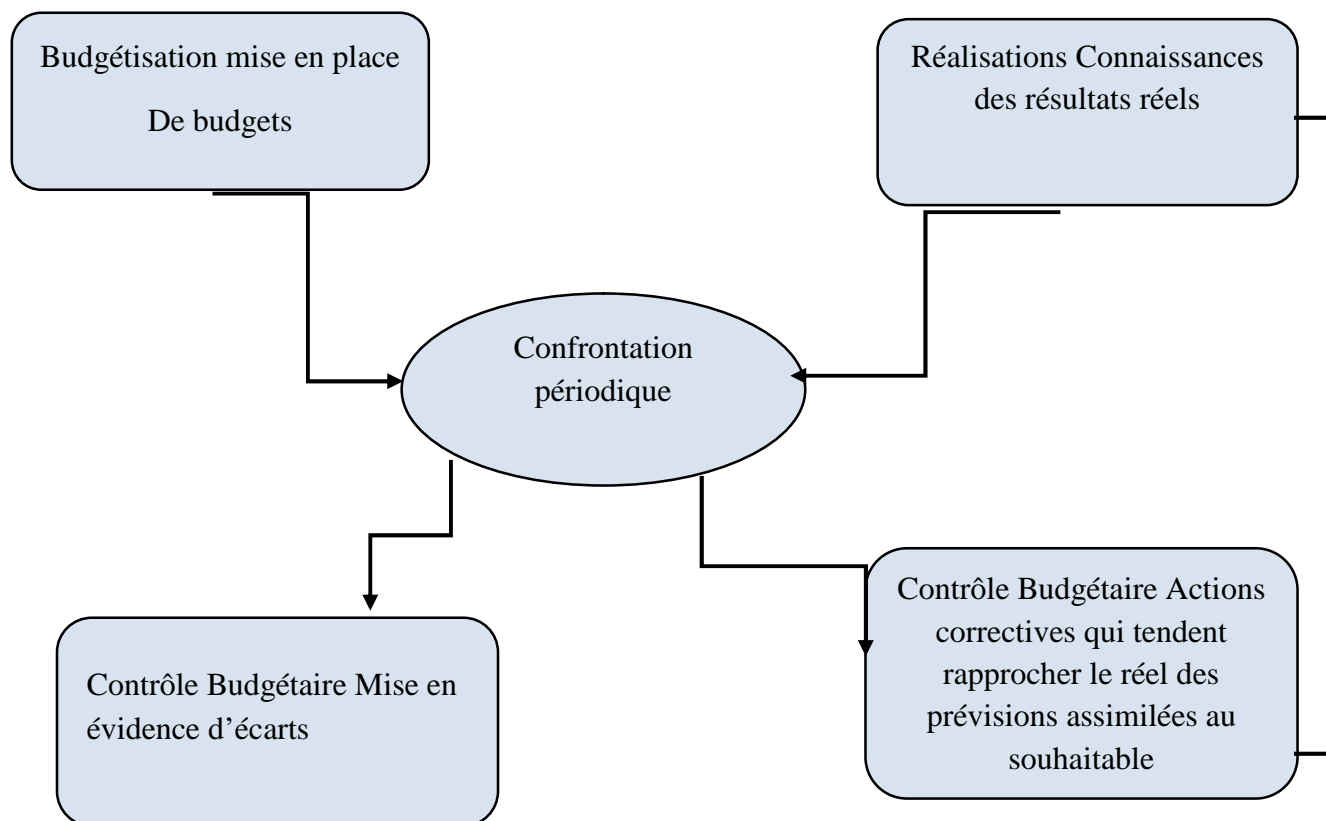 Budgétisation mise en place
De budgets
Réalisations Connaissances
des résultats réels
Confrontation
périodique
Contrôle Budgétaire Mise en
évidence d’écarts
Contrôle Budgétaire Actions
correctives qui tendent
rapprocher le réel des
prévisions assimilées au
souhaitable